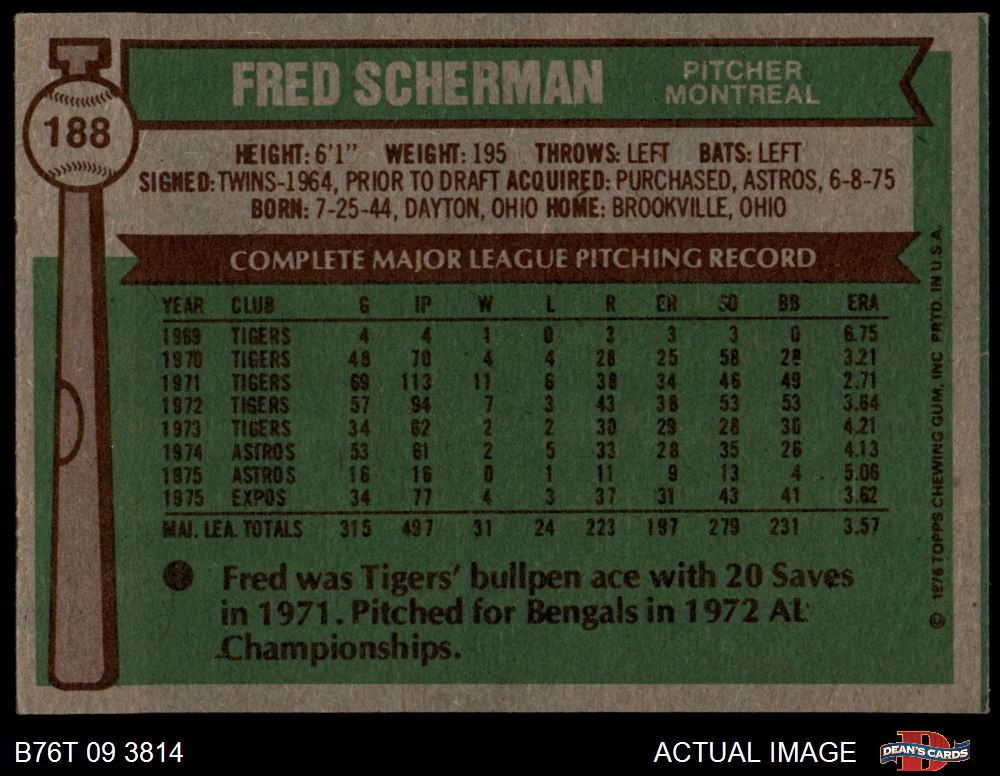 188
FRED SCHERMAN
PITCHER
MONTREAL
HEIGHT: 6'1" WEIGHT: 195 THROWS: LEFT BATS: LEFT
SIGNED: TWINS-1964, PRIOR TO DRAFT ACQUIRED: PURCHASED, ASTROS, 6-8-75
BORN: 7-25-44, DAYTON, OHIO HOME: BROOKVILLE, OHIO
COMPLETE MAJOR LEAGUE PITCHING RECORD
YEAR CLUB G IP W L R ER SO BB ERA
1969 TIGERS 4 4 1 0 3 3 3 0 6.75
1970 TIGERS 48 70 4 4 28 25 58 28 3.21
1971 TIGERS 69 113 11 6 38 34 46 49 2.71
1972 TIGERS 57 94 7 3 43 38 53 53 3.64
1973 TIGERS 34 62 2 2 30 29 28 30 4.21
1974 ASTROS 53 61 2 5 33 28 35 26 4.13
1975 ASTROS 16 16 0 1 11 9 13 4 5.06
1975 EXPOS 34 77 4 3 37 31 43 41 3.62
MAJ. LEA. TOTALS 315 497 31 24 223 197 279 231 3.57
Fred was Tigers' bullpen ace with 20 Saves
in 1971. Pitched for Bengals in 1972 AL
Championships.
© 1976 TOPPS CHEWING GUM, INC PRTD. IN U.S.A.
B76T 09 3814
ACTUAL IMAGE
D
DEAN'S CARDS